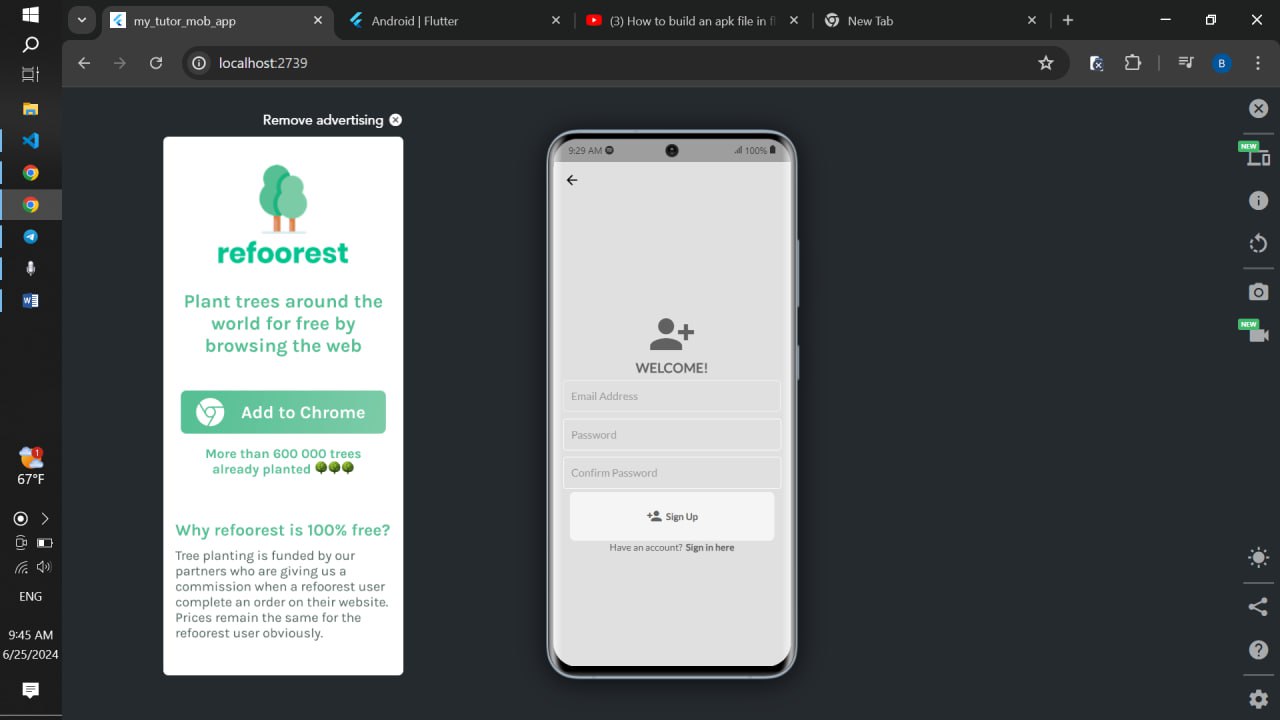 my_tutor_mob_app
Android | Flutter
(3) How to build an apk file in fl
New Tab
localhost:2739
B
Remove advertising
refoorest
Plant trees around the
world for free by
browsing the web
Add to Chrome
More than 600 000 trees
already planted
Why refoorest is 100% free?
Tree planting is funded by our
partners who are giving us a
commission when a refoorest user
complete an order on their website.
Prices remain the same for the
refoorest user obviously.
9:29 AM
100%
WELCOME!
Email Address
Password
Confirm Password
Sign Up
Have an account? Sign in here
NEW
NEW
1
67°F
ENG
9:45 AM
6/25/2024